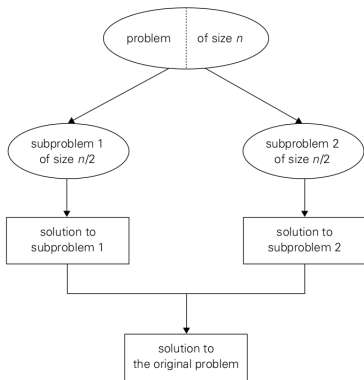 problem of size n
subproblem 1
of size n/2
subproblem 2
of size n/2
solution to
subproblem 1
solution to
subproblem 2
solution to
the original problem